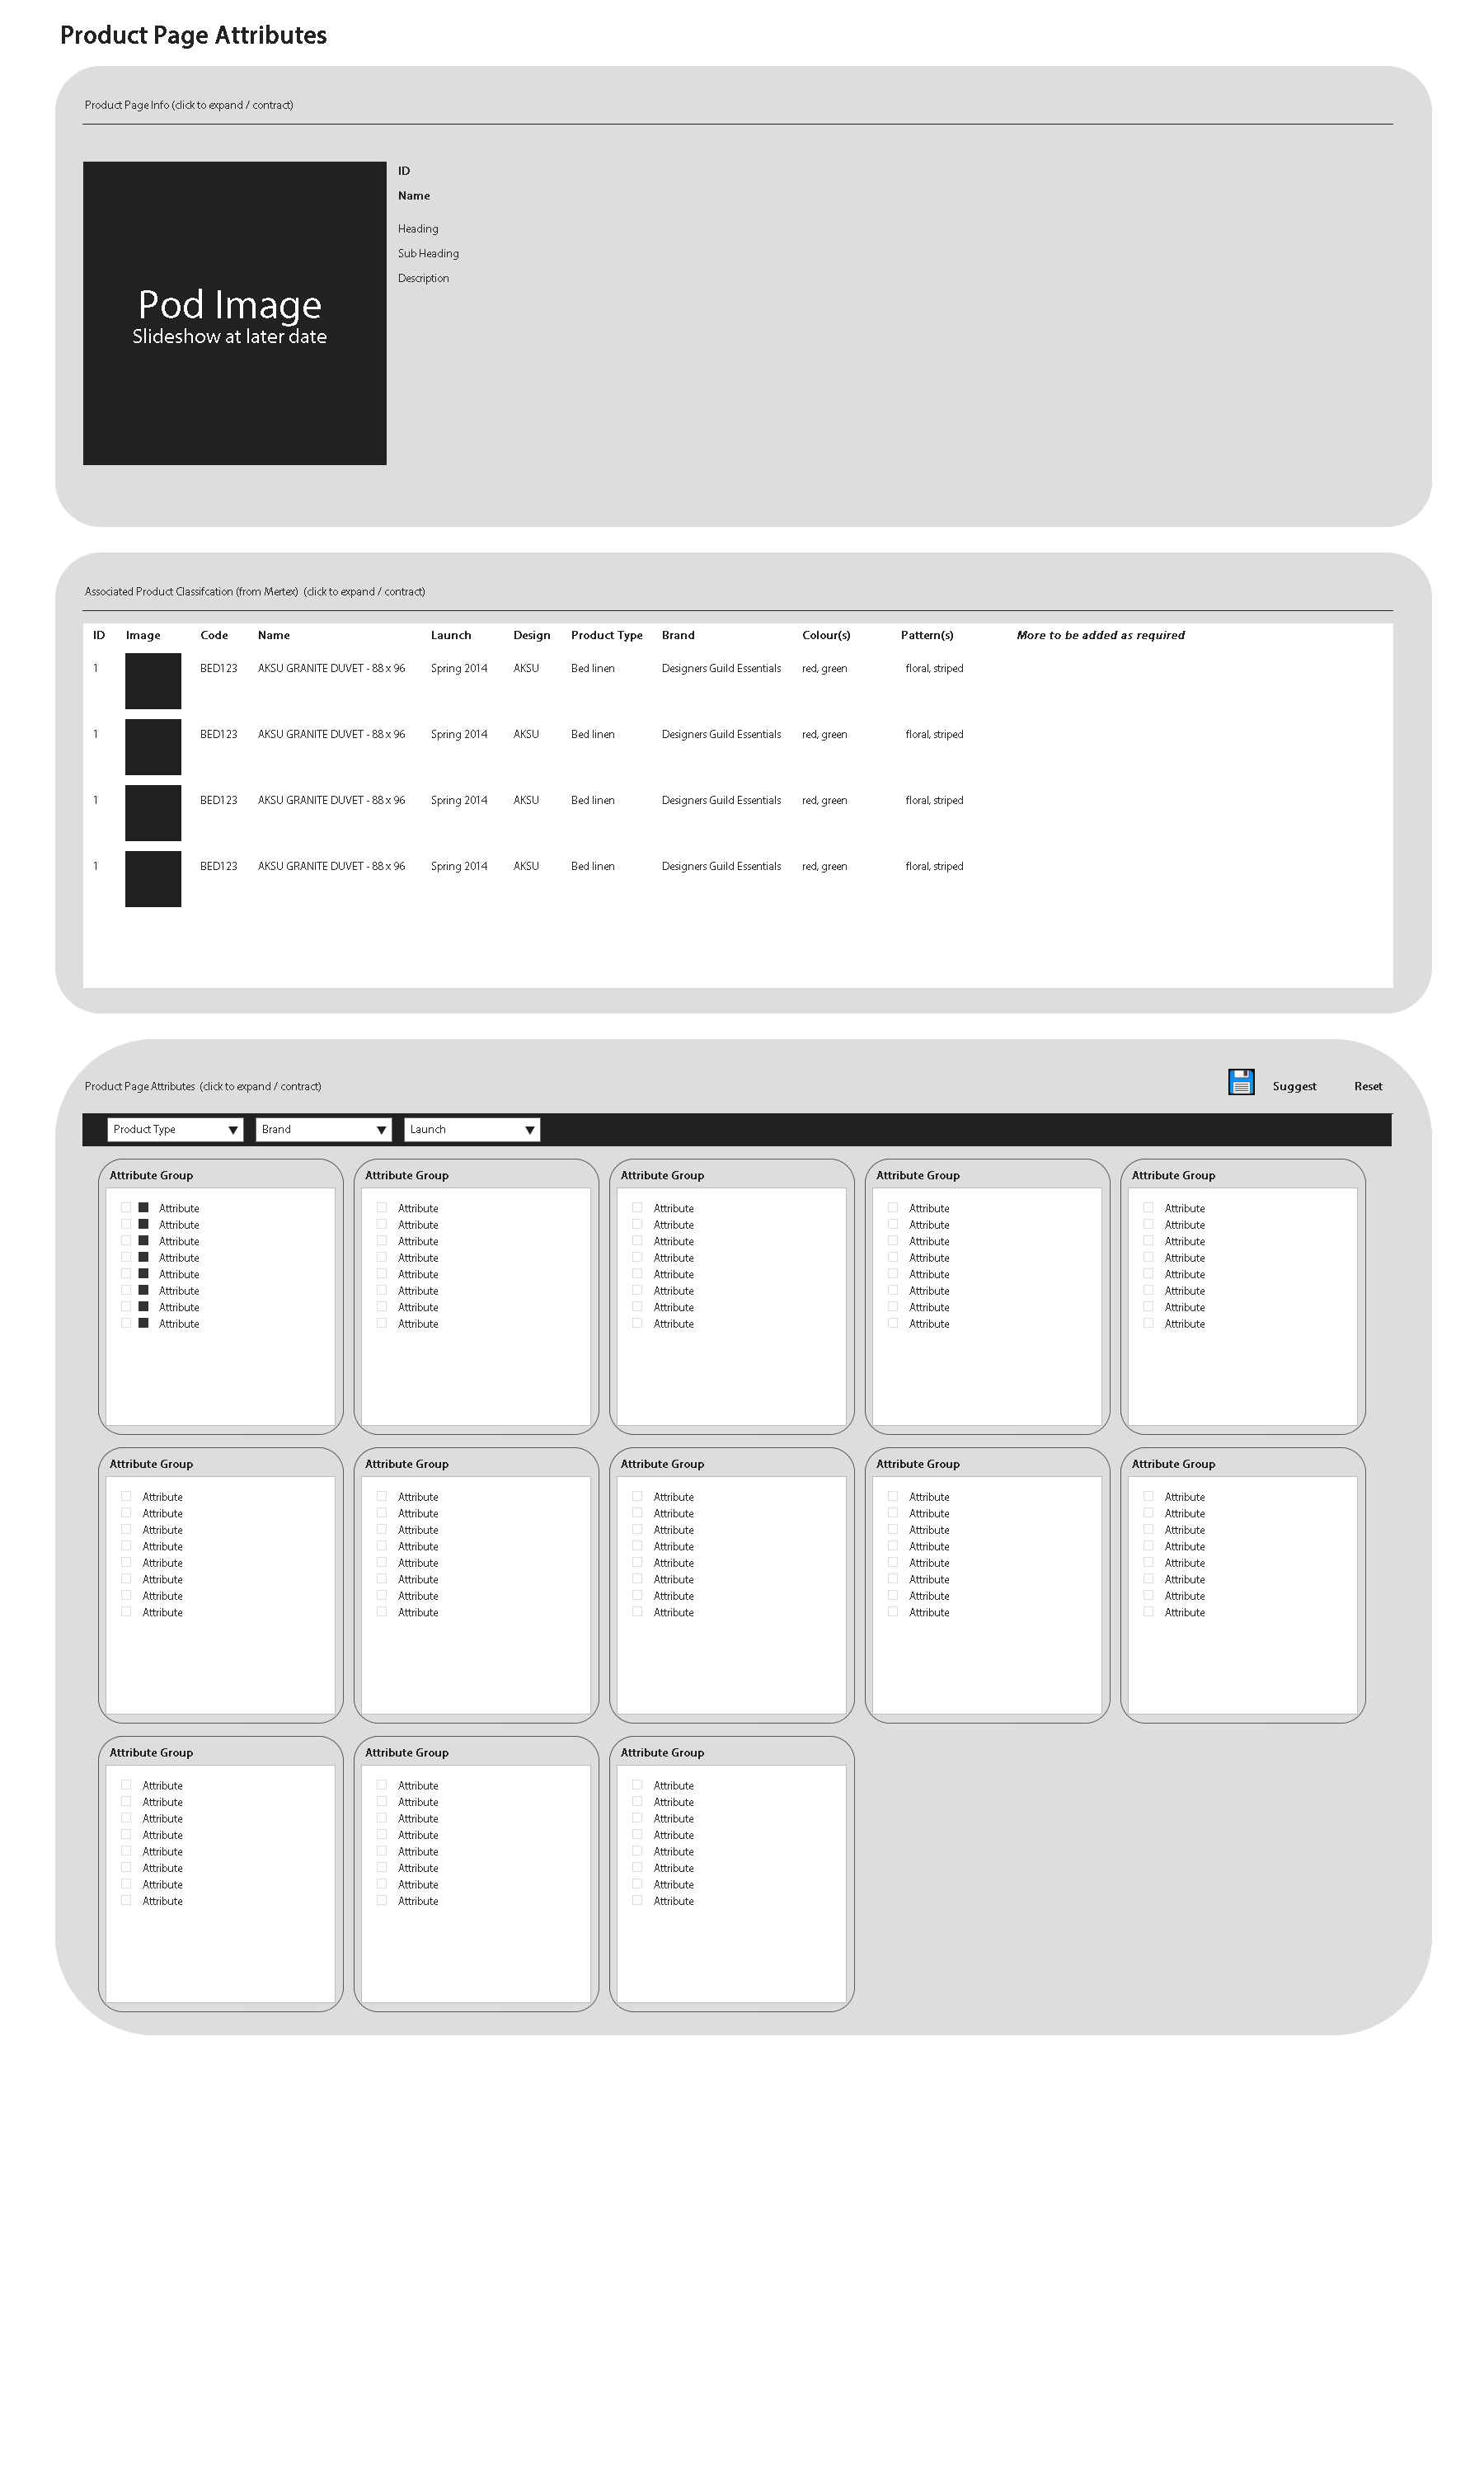 Product Page Attributes
Product Page Info (click to expand / contract)
ID
Name
Heading
Sub Heading
Description
Pod Image
Slideshow at later date
Associated Product Classifcation (from Mertex) (click to expand / contract)
ID Image Code Name Launch Design Product Type Brand Colour(s) Pattern(s) More to be added as required
1 BED123 AKSU GRANITE DUVET - 88 x 96 Spring 2014 AKSU Bed linen Designers Guild Essentials red, green floral, striped
1 BED123 AKSU GRANITE DUVET - 88 x 96 Spring 2014 AKSU Bed linen Designers Guild Essentials red, green floral, striped
1 BED123 AKSU GRANITE DUVET - 88 x 96 Spring 2014 AKSU Bed linen Designers Guild Essentials red, green floral, striped
1 BED123 AKSU GRANITE DUVET - 88 x 96 Spring 2014 AKSU Bed linen Designers Guild Essentials red, green floral, striped
Product Page Attributes (click to expand / contract) Suggest Reset
Product Type Brand Launch
Attribute Group Attribute Group Attribute Group Attribute Group Attribute Group
Attribute Attribute Attribute Attribute Attribute
Attribute Attribute Attribute Attribute Attribute
Attribute Attribute Attribute Attribute Attribute
Attribute Attribute Attribute Attribute Attribute
Attribute Attribute Attribute Attribute Attribute
Attribute Attribute Attribute Attribute Attribute
Attribute Attribute Attribute Attribute Attribute
Attribute Attribute Attribute Attribute Attribute
Attribute Group Attribute Group Attribute Group Attribute Group Attribute Group
Attribute Attribute Attribute Attribute Attribute
Attribute Attribute Attribute Attribute Attribute
Attribute Attribute Attribute Attribute Attribute
Attribute Attribute Attribute Attribute Attribute
Attribute Attribute Attribute Attribute Attribute
Attribute Attribute Attribute Attribute Attribute
Attribute Attribute Attribute Attribute Attribute
Attribute Attribute Attribute Attribute Attribute
Attribute Group Attribute Group Attribute Group
Attribute Attribute Attribute
Attribute Attribute Attribute
Attribute Attribute Attribute
Attribute Attribute Attribute
Attribute Attribute Attribute
Attribute Attribute Attribute
Attribute Attribute Attribute
Attribute Attribute Attribute